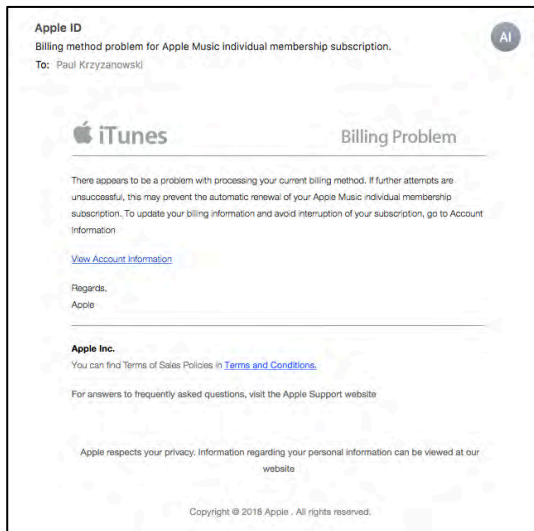 Apple ID
AI
Billing method problem for Apple Music individual membership subscription.
To: Paul Krzyzanowski
iTunes
Billing Problem
There appears to be a problem with processing your current billing method. If further attempts are
unsuccessful, this may prevent the automatic renewal of your Apple Music individual membership
subscription. To update your billing information and avoid interruption of your subscription, go to Account
Information
View Account Information
Regards,
Apple
Apple Inc.
You can find Terms of Sales Policies in Terms and Conditions.
For answers to frequently asked questions, visit the Apple Support website
Apple respects your privacy. Information regarding your personal information can be viewed at our
website
Copyright @ 2018 Apple . All rights reserved.